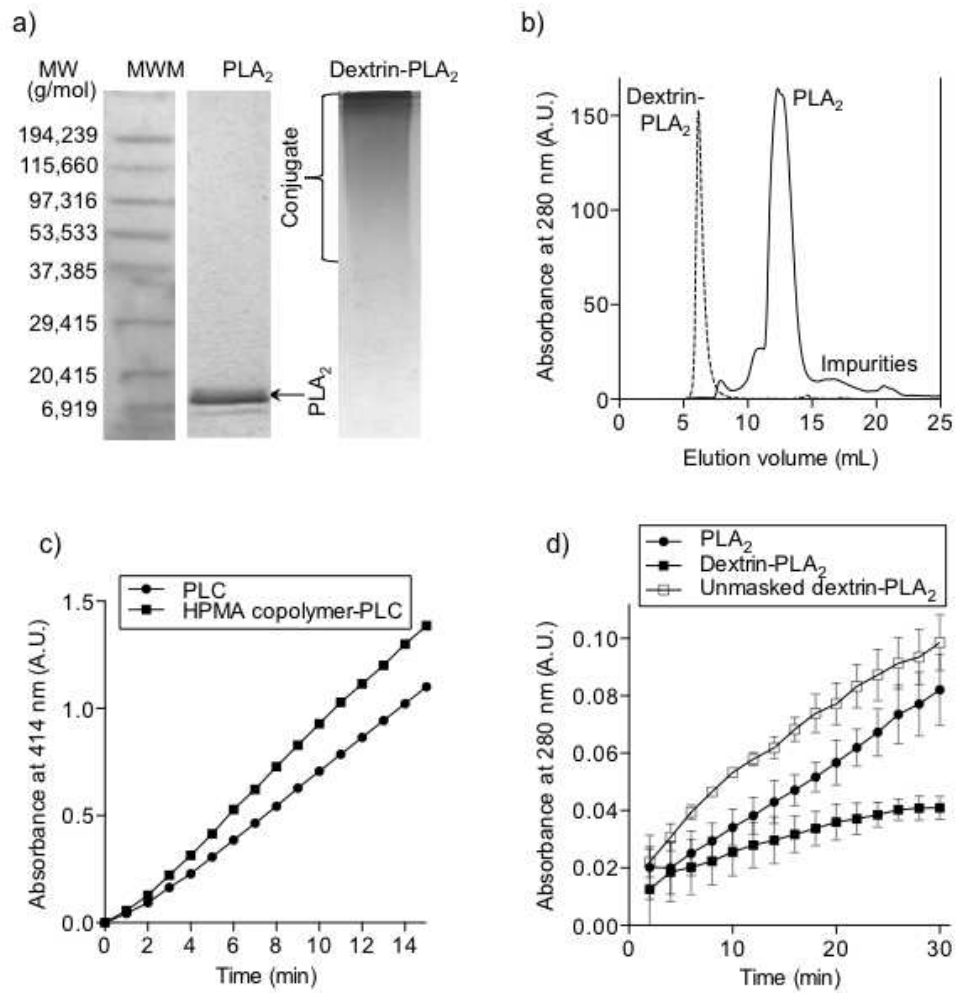 a)
MW
(g/mol)
MWM
PLA2
Dextrin-PLA2
194,239
115,660
97,316
53,533
37,385
29,415
20,415
6,919
Conjugate
PLA2
b)
Absorbance at 280 nm (A.U.)
150
100
50
0
Dextrin-
PLA2
PLA2
Impurities
0 5 10 15 20 25
Elution volume (mL)
c)
PLC
HPMA copolymer-PLC
Absorbance at 414 nm (A.U.)
1.5
1.0
0.5
0.0
0 2 4 6 8 10 12 14
Time (min)
d)
PLA2
Dextrin-PLA2
Unmasked dextrin-PLA2
Absorbance at 280 nm (A.U.)
0.10
0.08
0.06
0.04
0.02
0.00
0 10 20 30
Time (min)